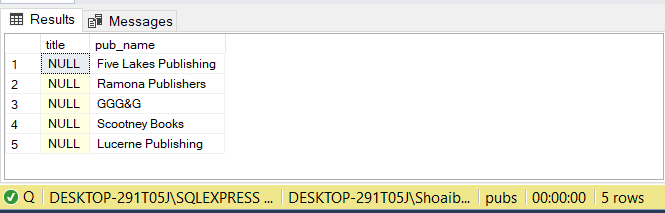 Results Messages
title pub_name
1 NULL Five Lakes Publishing
2 NULL Ramona Publishers
3 NULL GGG&G
4 NULL Scootney Books
5 NULL Lucerne Publishing
Q DESKTOP-291T05J\SQLEXPRESS ... DESKTOP-291T05J\Shoaib... pubs 00:00:00 5 rows